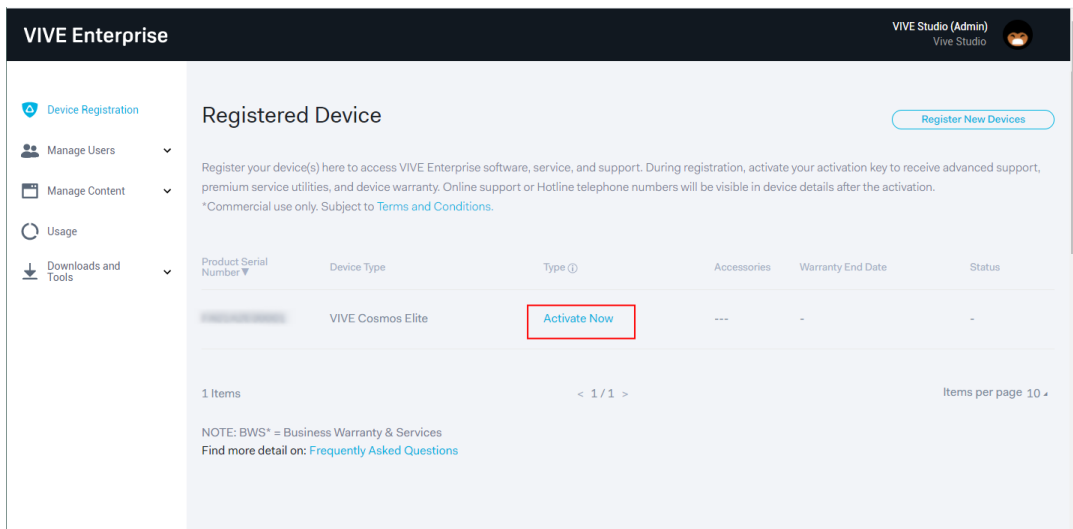 VIVE Enterprise
VIVE Studio (Admin)
Vive Studio
Device Registration
Manage Users
Manage Content
Usage
Downloads and
Tools
Registered Device
Register New Devices
Register your device(s) here to access VIVE Enterprise software, service, and support. During registration, activate your activation key to receive advanced support,
premium service utilities, and device warranty. Online support or Hotline telephone numbers will be visible in device details after the activation.
*Commercial use only. Subject to Terms and Conditions.
Product Serial
Number▼ Device Type Type ⓘ Accessories Warranty End Date Status
VIVE Cosmos Elite Activate Now --- - -
1 Items < 1 / 1 > Items per page 10
NOTE: BWS* = Business Warranty & Services
Find more detail on: Frequently Asked Questions